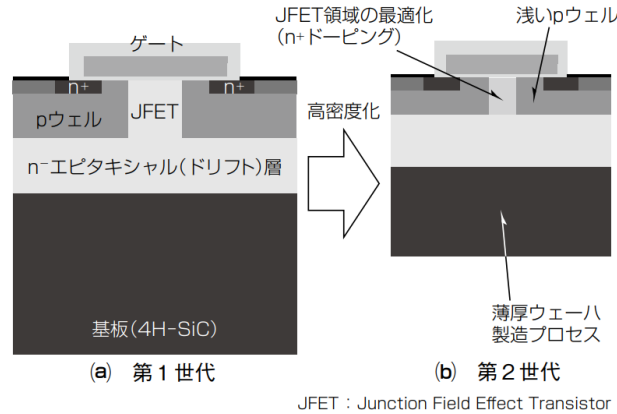 ゲート
JFET領域の最適化
(n+ドーピング)
浅いpウェル
n+
n+
pウェル
JFET
高密度化
n⁻エピタキシャル(ドリフト)層
基板(4H-SiC)
薄厚ウェーハ
製造プロセス
(a) 第1世代
(b) 第2世代
JFET:Junction Field Effect Transistor